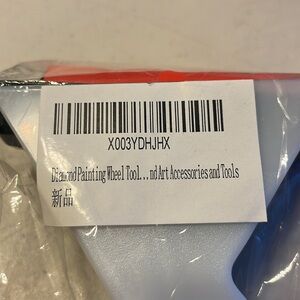 X003YDHJHX
Diamond Painting Wheel Tool...nd Art Accessories and Tools
新品